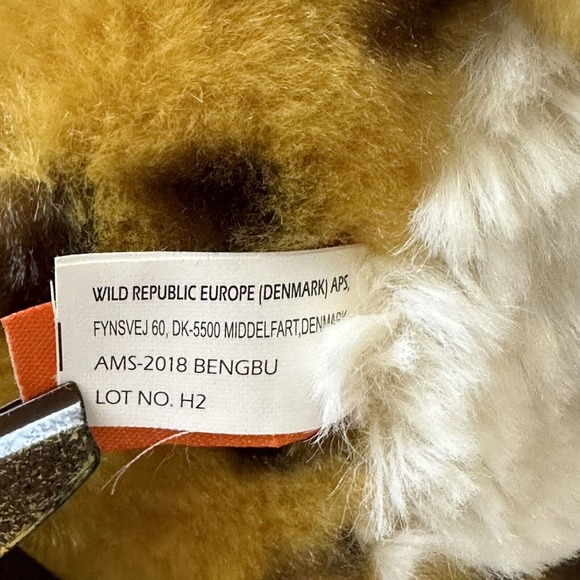 WILD REPUBLIC EUROPE (DENMARK) APS,
FYNSVEJ 60, DK-5500 MIDDELFART,DENMARK
AMS-2018 BENGBU
LOT NO. H2